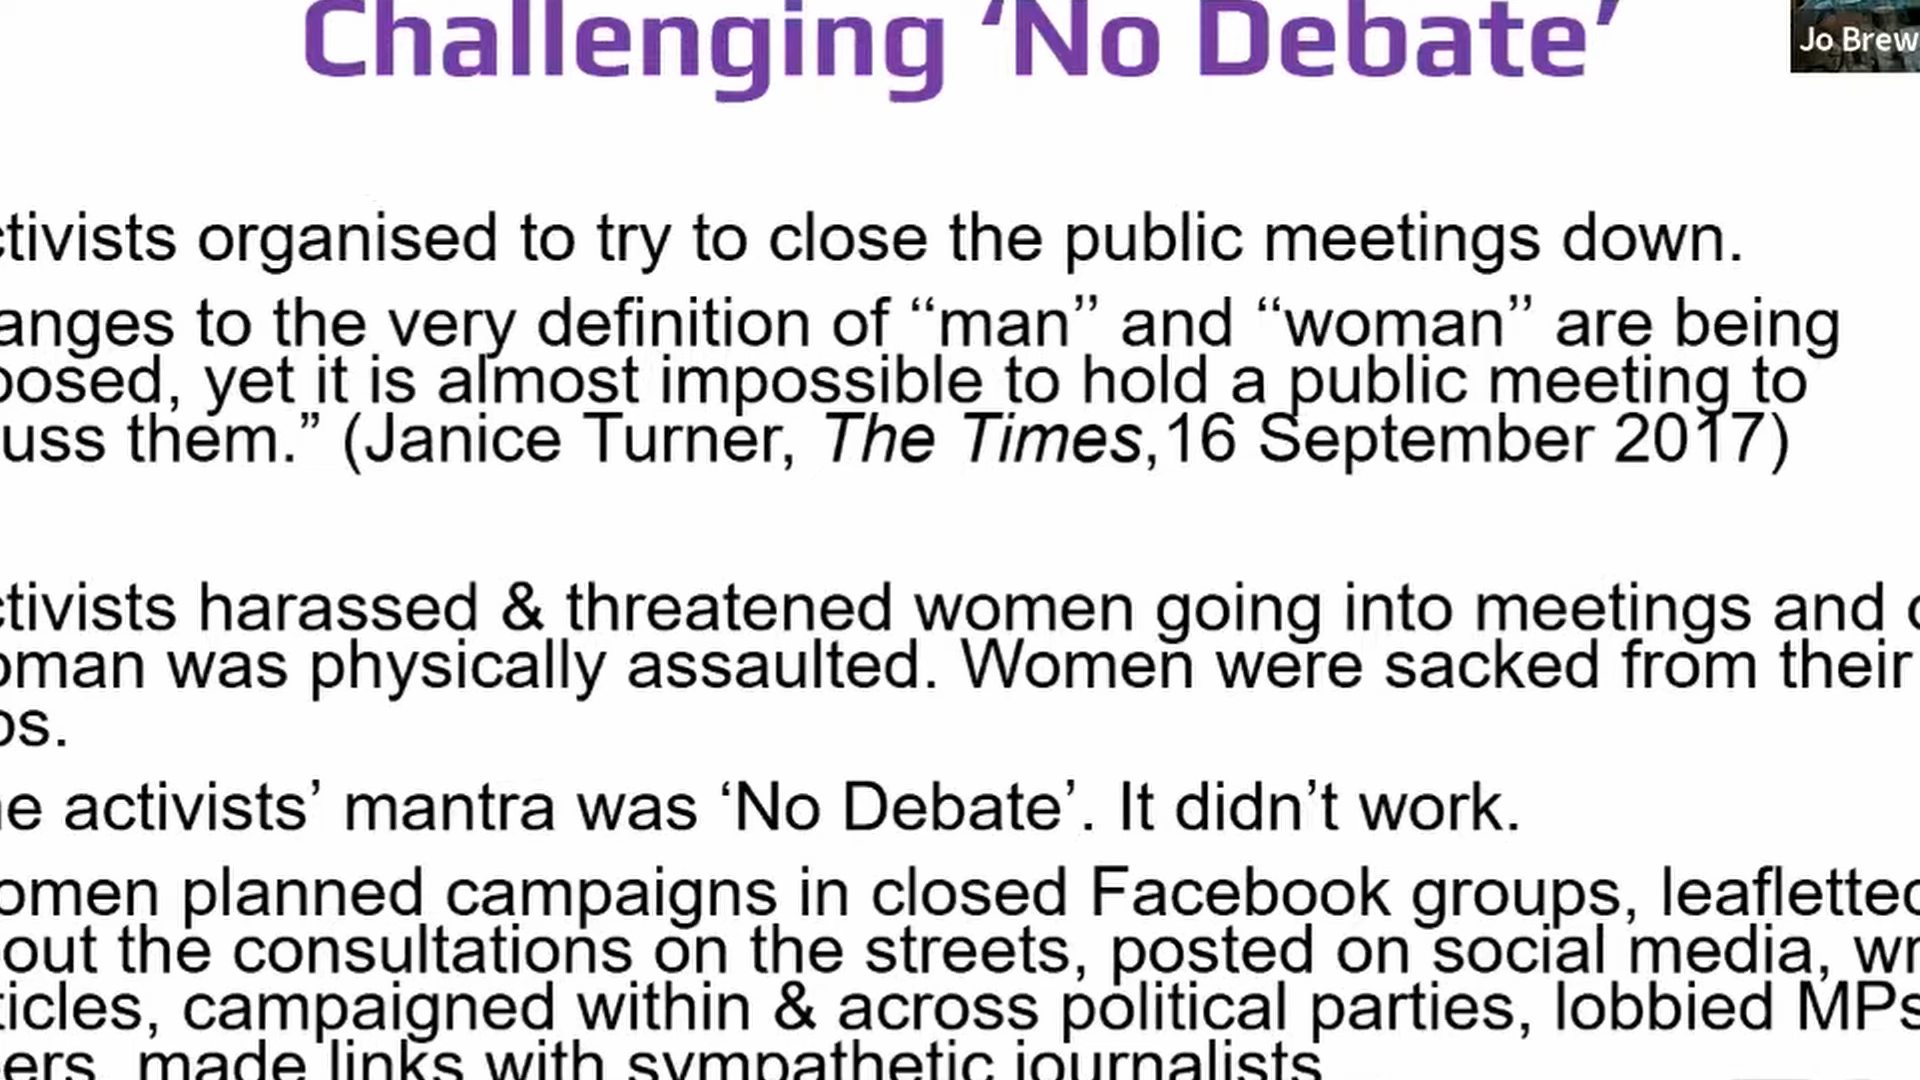 Challenging ‘No Debate’
Jo Brew
ctivists organised to try to close the public meetings down.
anges to the very definition of “man” and “woman” are being
posed, yet it is almost impossible to hold a public meeting to
uss them.” (Janice Turner, The Times,16 September 2017)
ctivists harassed & threatened women going into meetings and
oman was physically assaulted. Women were sacked from their
os.
he activists’ mantra was ‘No Debate’. It didn’t work.
omen planned campaigns in closed Facebook groups, leafletted
out the consultations on the streets, posted on social media, wr
ticles, campaigned within & across political parties, lobbied MPs
ers, made links with sympathetic journalists